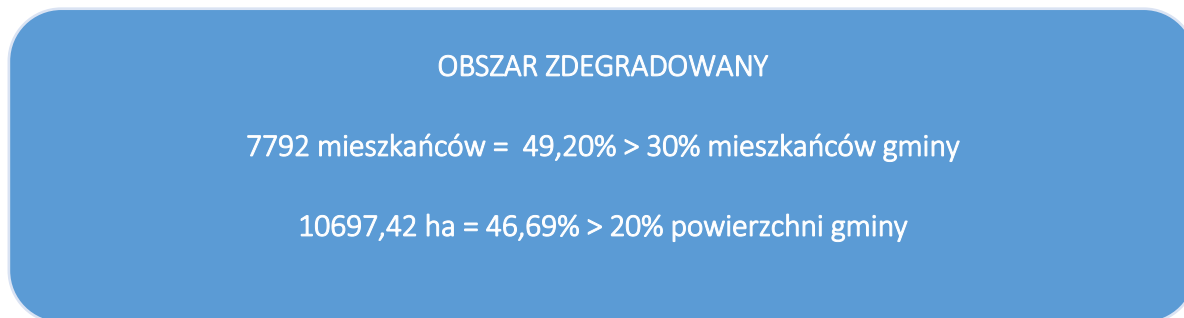 OBSZAR ZDEGRADOWANY
7792 mieszkańców =  49,20% > 30% mieszkańców gminy
10697,42 ha = 46,69% > 20% powierzchni gminy